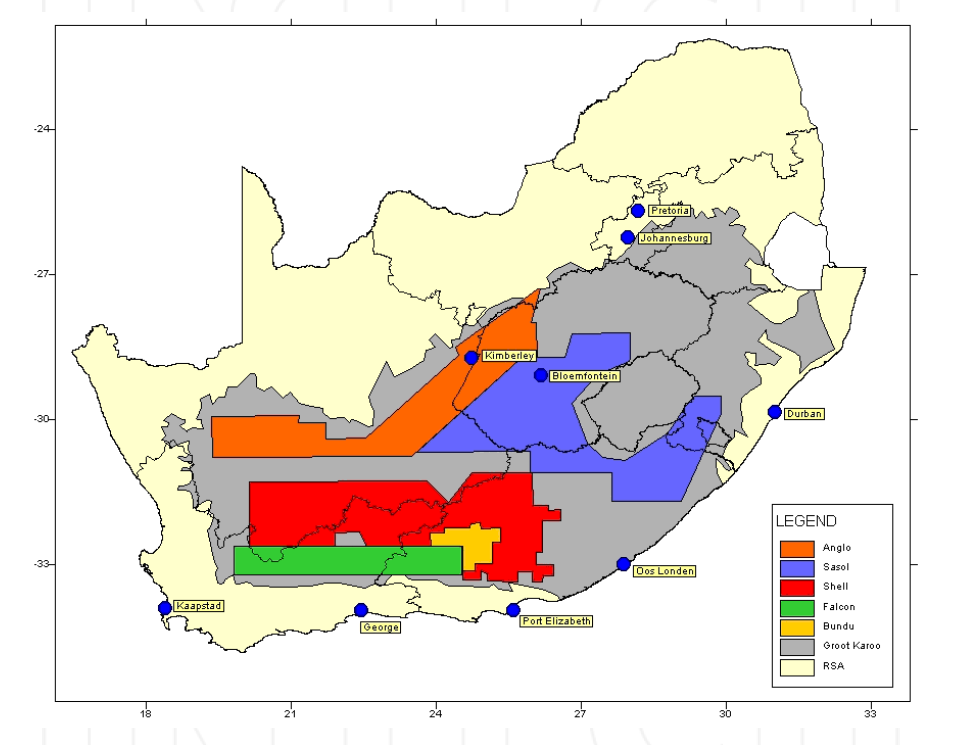 -24
-27
-30
-33
18
21
24
27
30
33
Pretoria
Johannesburg
Kimberley
Bloemfontein
Durban
Oos Londen
Kaapstad
George
Port Elizabeth
LEGEND
Anglo
Sasol
Shell
Falcon
Bundu
Groot Karoo
RSA